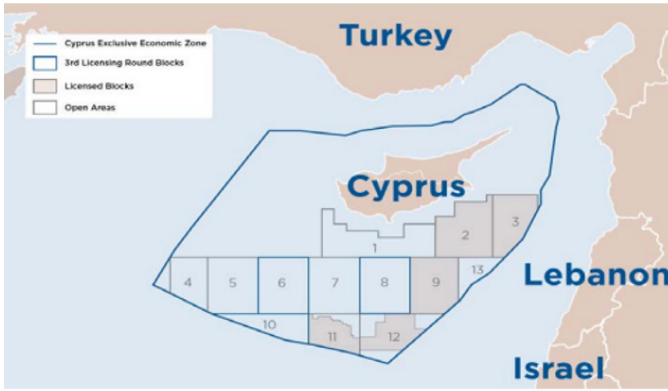 Cyprus Exclusive Economic Zone
3rd Licensing Round Blocks
Licensed Blocks
Open Areas
Turkey
Cyprus
3
2
1
13
Lebanon
4 5 6 7 8 9
10
11
12
Israel